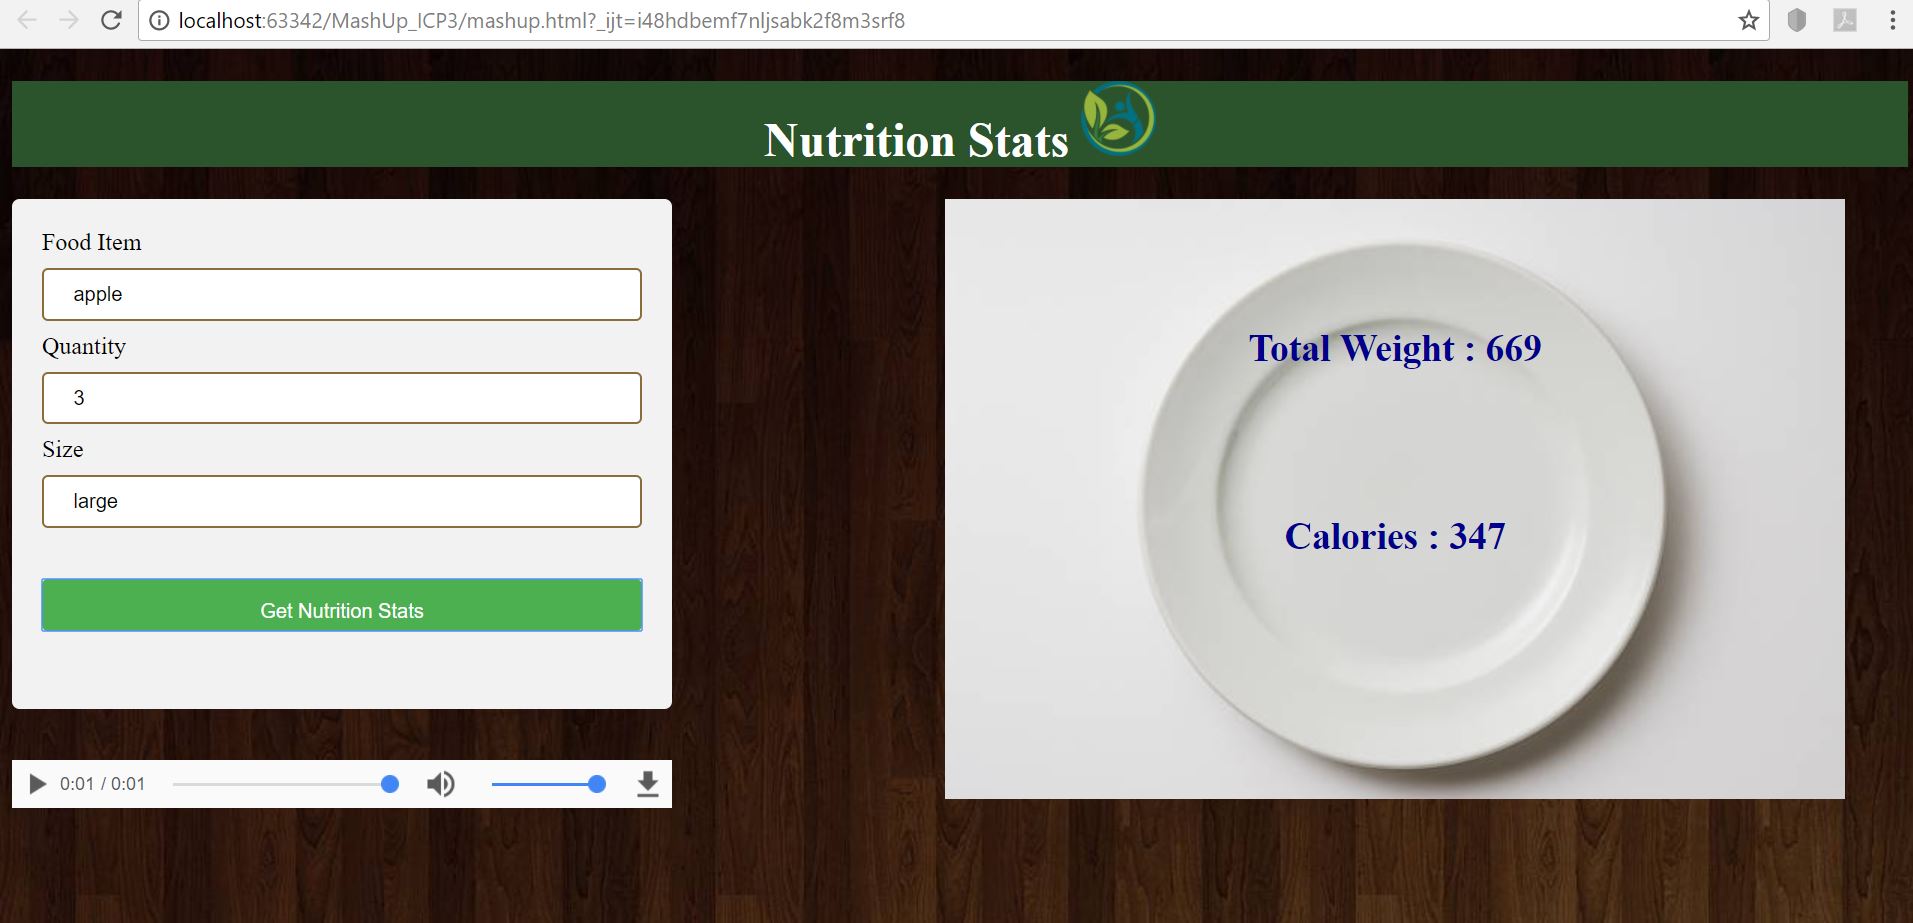 localhost:63342/MashUp_ICP3/mashup.html?_ijt=i48hdbemf7nljsabk2f8m3srf8
Nutrition Stats
Food Item
apple
Quantity
3
Size
large
Get Nutrition Stats
0:01 / 0:01
Total Weight : 669
Calories : 347